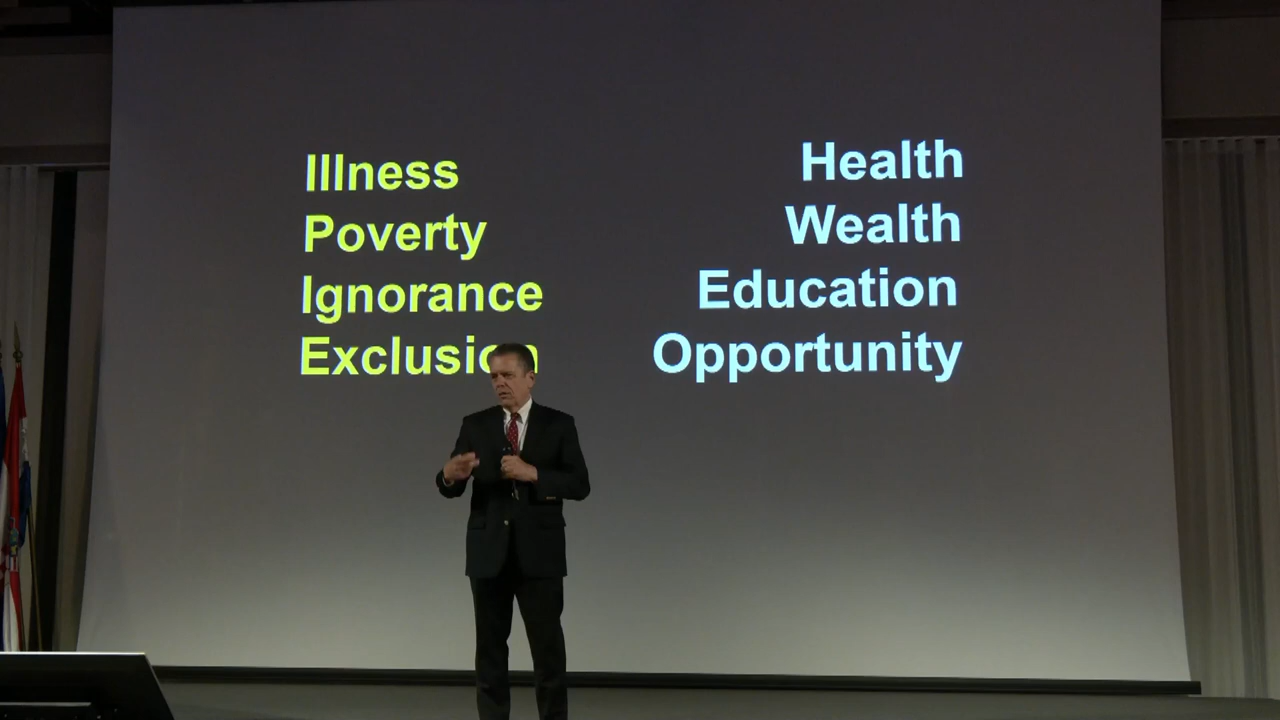 Illness
Poverty
Ignorance
Exclusion
Health
Wealth
Education
Opportunity